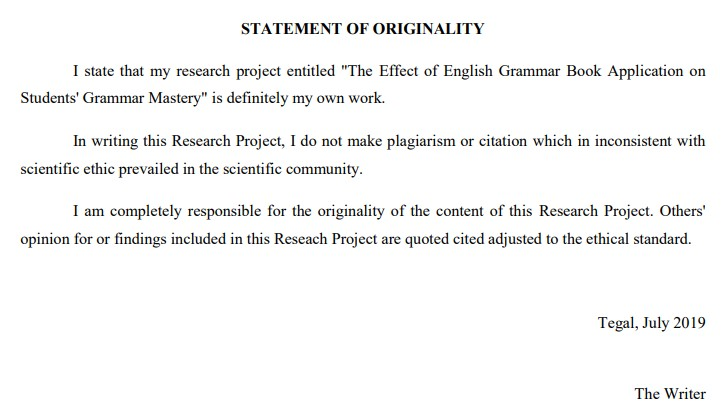 STATEMENT OF ORIGINALITY
I state that my research project entitled "The Effect of English Grammar Book Application on
Students' Grammar Mastery" is definitely my own work.
In writing this Research Project, I do not make plagiarism or citation which in inconsistent with
scientific ethic prevailed in the scientific community.
I am completely responsible for the originality of the content of this Research Project. Others'
opinion for or findings included in this Reseach Project are quoted cited adjusted to the ethical standard.
Tegal, July 2019
The Writer